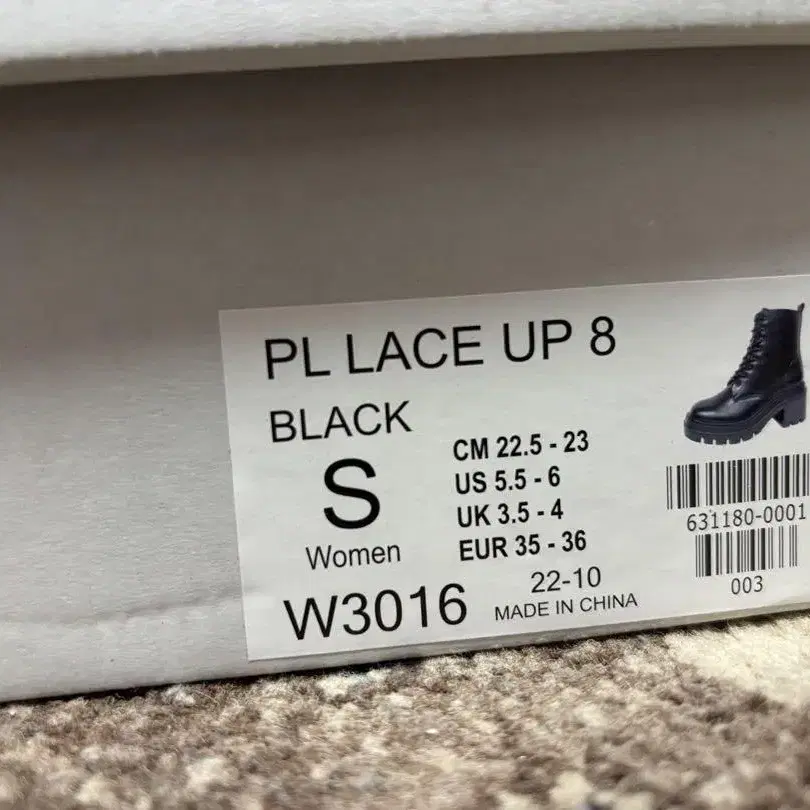 PL LACE UP 8
BLACK
S
Women
CM 22.5 - 23
US 5.5 - 6
UK 3.5 - 4
EUR 35 - 36
W3016
22-10
MADE IN CHINA
631180-0001
003